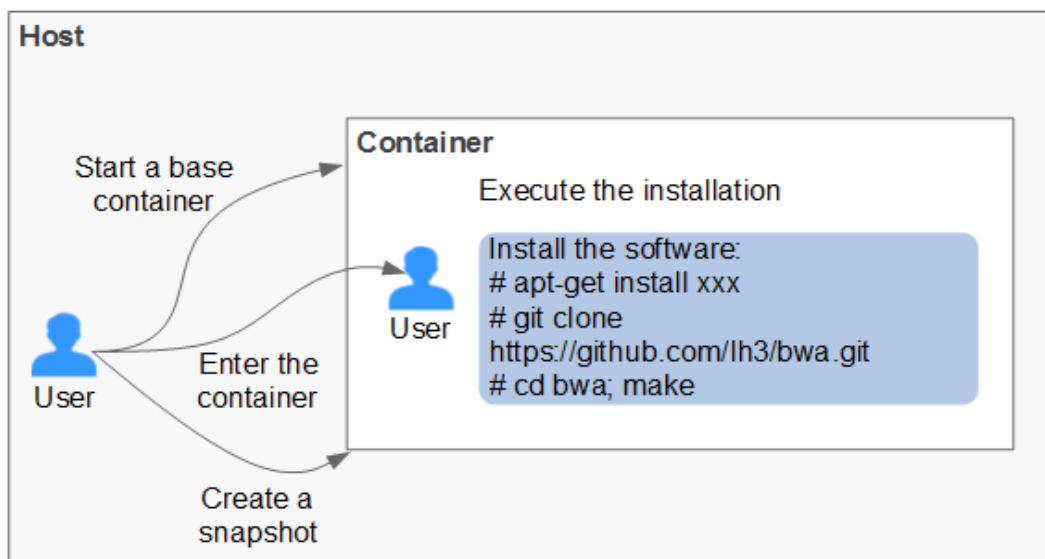 Host
Container
Start a base
container
Execute the installation
Install the software:
# apt-get install xxx
# git clone
https://github.com/lh3/bwa.git
# cd bwa; make
User
User
Enter the
container
Create a
snapshot